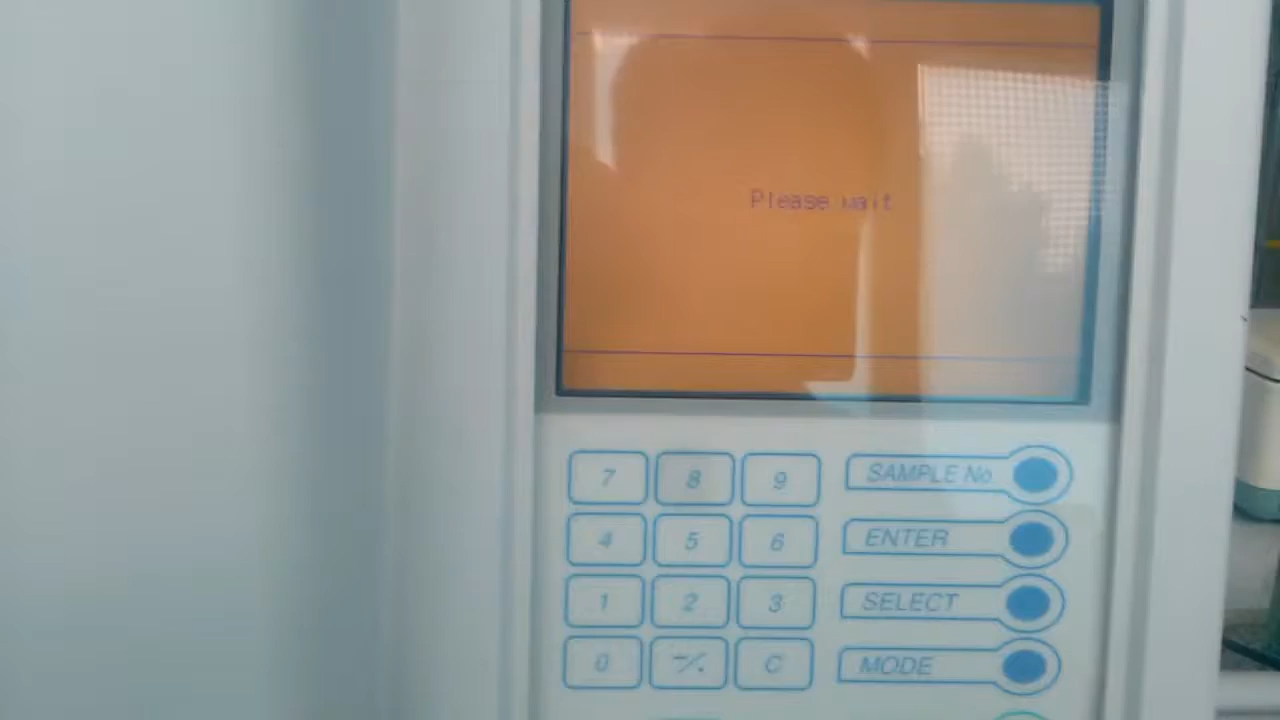 Please wait
7 8 9 SAMPLE No.
4 5 6 ENTER
1 2 3 SELECT
0 -/. C MODE